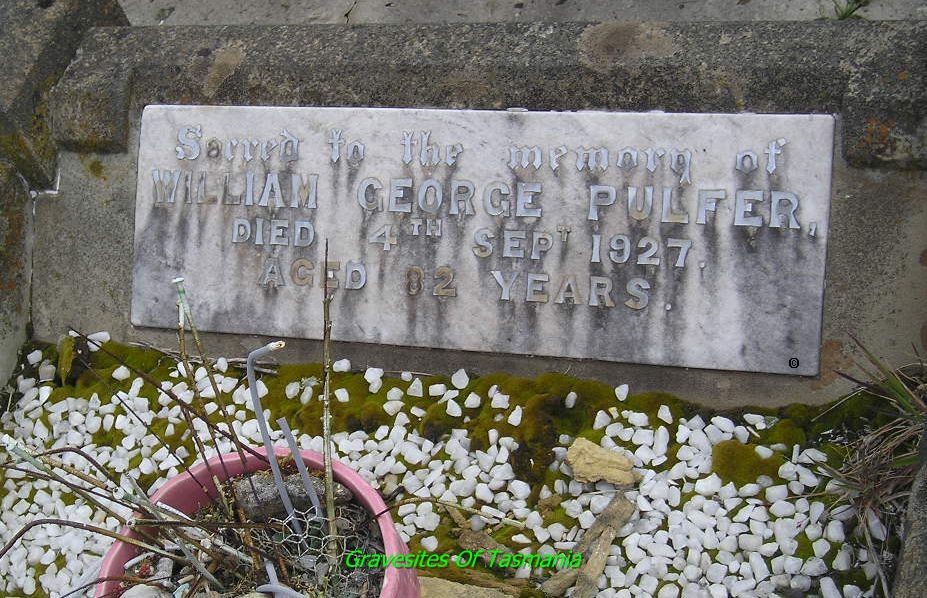 Sacred to the memory of
WILLIAM GEORGE PULFER,
DIED 4TH SEPT 1927.
AGED 82 YEARS.
Gravesites Of Tasmania